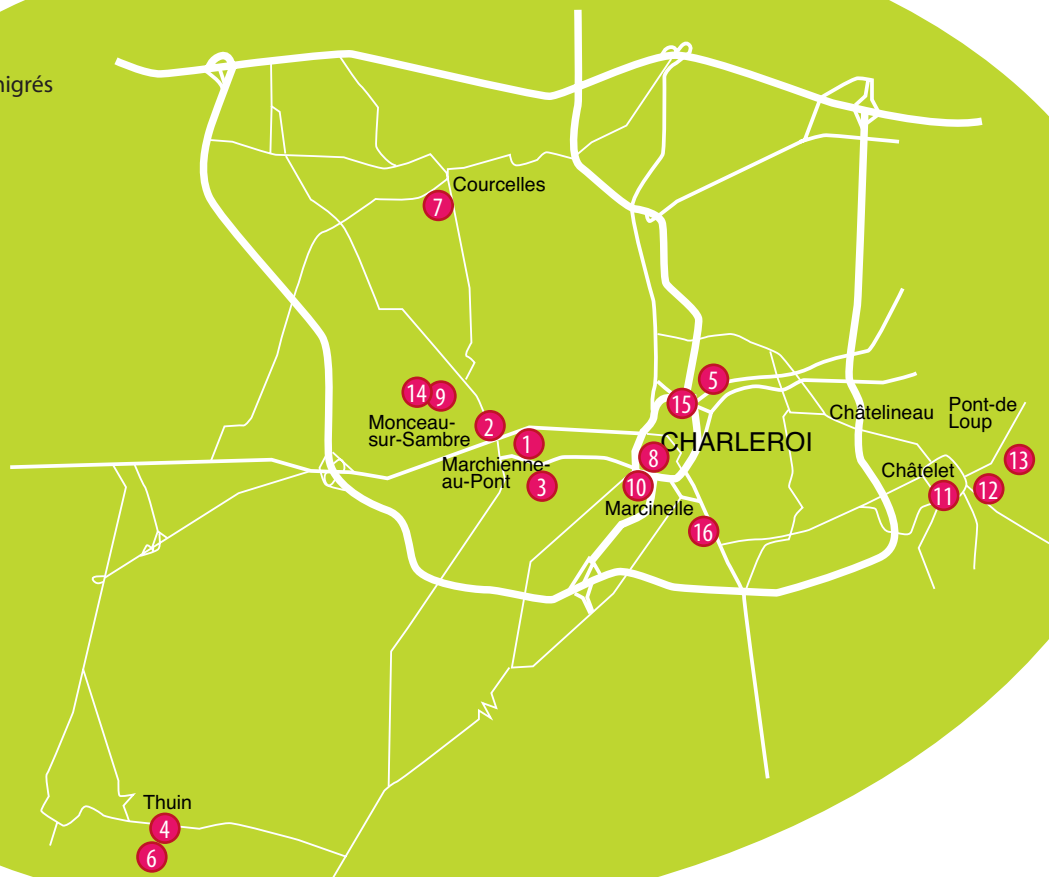 nigrés
Courcelles
7
5
14
9
15
Monceau-
sur-Sambre
2
1
CHARLEROI
8
Châtelineau
Pont-de
Loup
Marchienne-
au-Pont
3
10
Marcinelle
16
Châtelet
11
12
13
Thuin
4
6